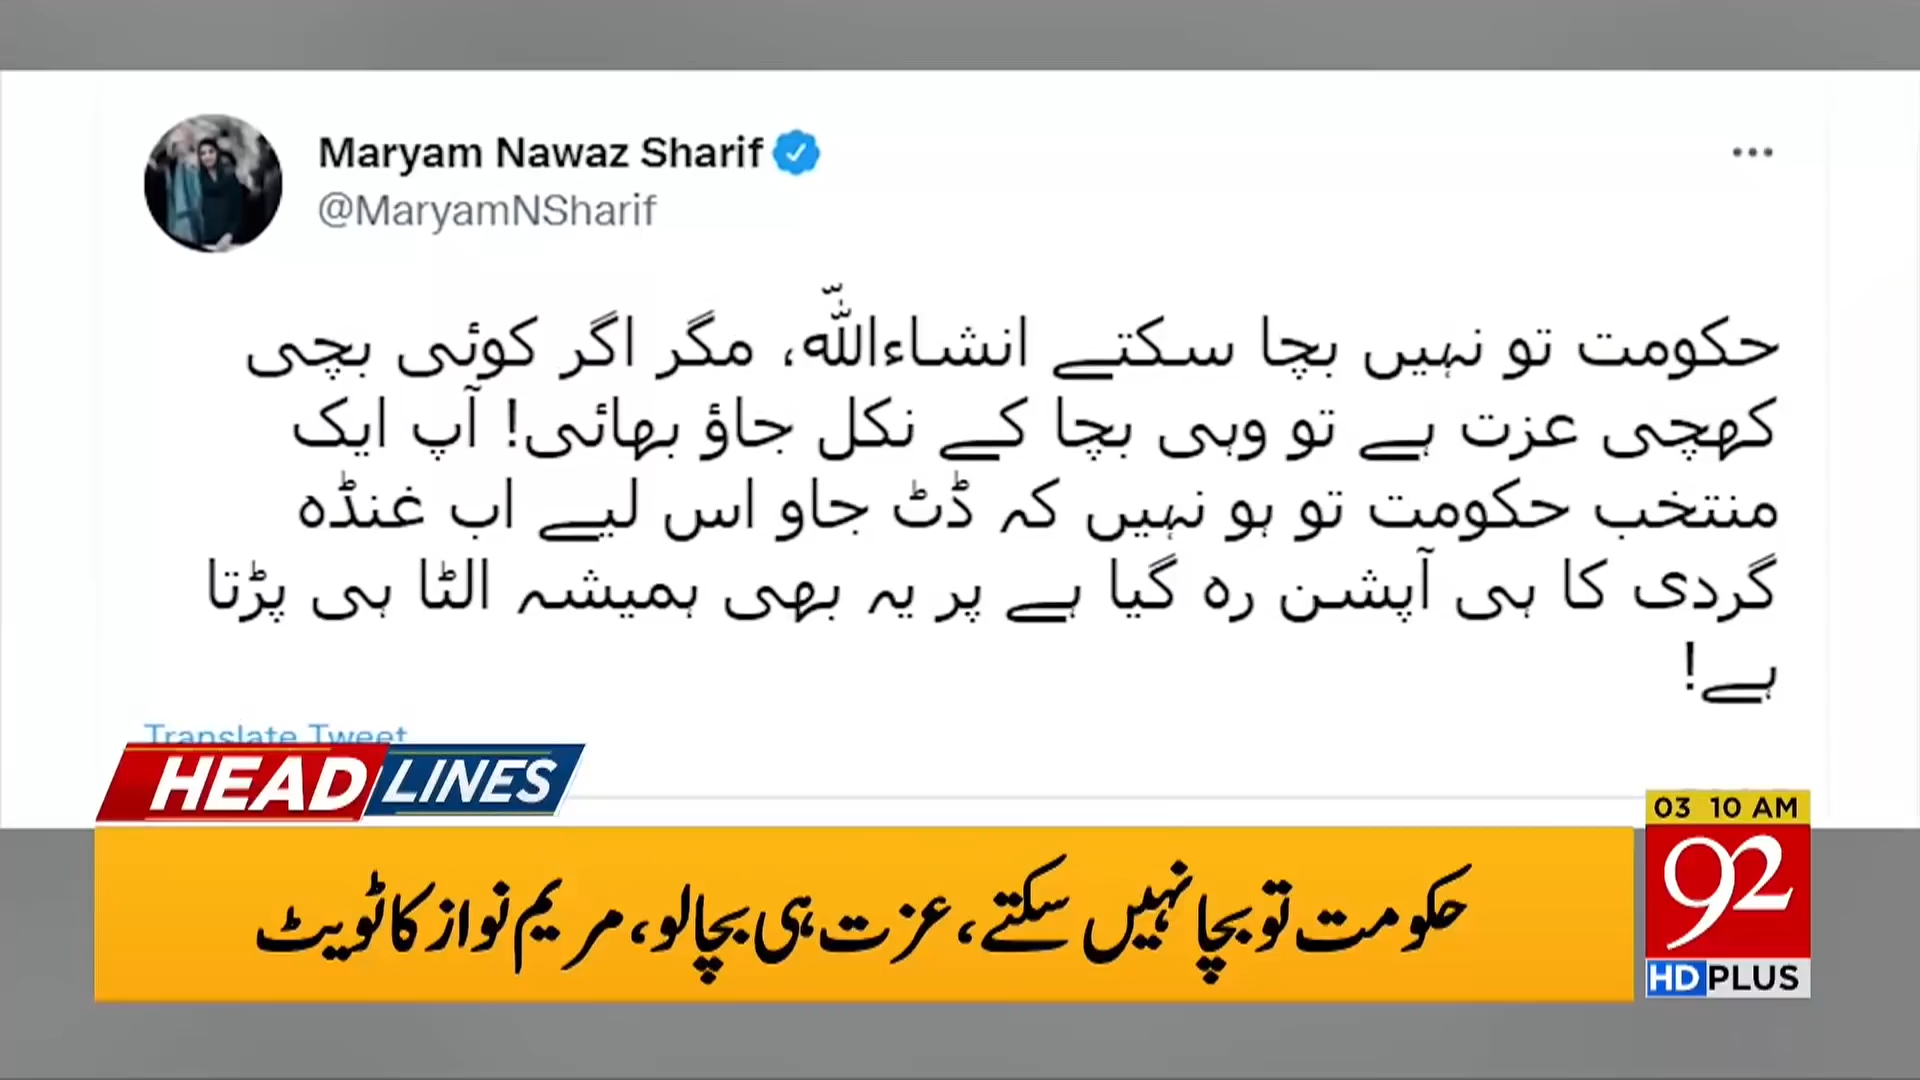 Maryam Nawaz Sharif
@MaryamNSharif
حکومت تو نہیں بچا سکتے انشاءاللّٰہ، مگر اگر کوئی بچی
کھچی عزت ہے تو وہی بچا کے نکل جاؤ بھائی! آپ ایک
منتخب حکومت تو ہو نہیں کہ ڈٹ جاو اس لیے اب غنڈہ
گردی کا ہی آپشن رہ گیا ہے پر یہ بھی ہمیشہ الٹا ہی پڑتا
ہے!
Translate Tweet
HEADLINES
حکومت تو بچا نہیں سکتے، عزت ہی بچا لو، مریم نواز کا ٹویٹ
03 10 AM
92
HD PLUS